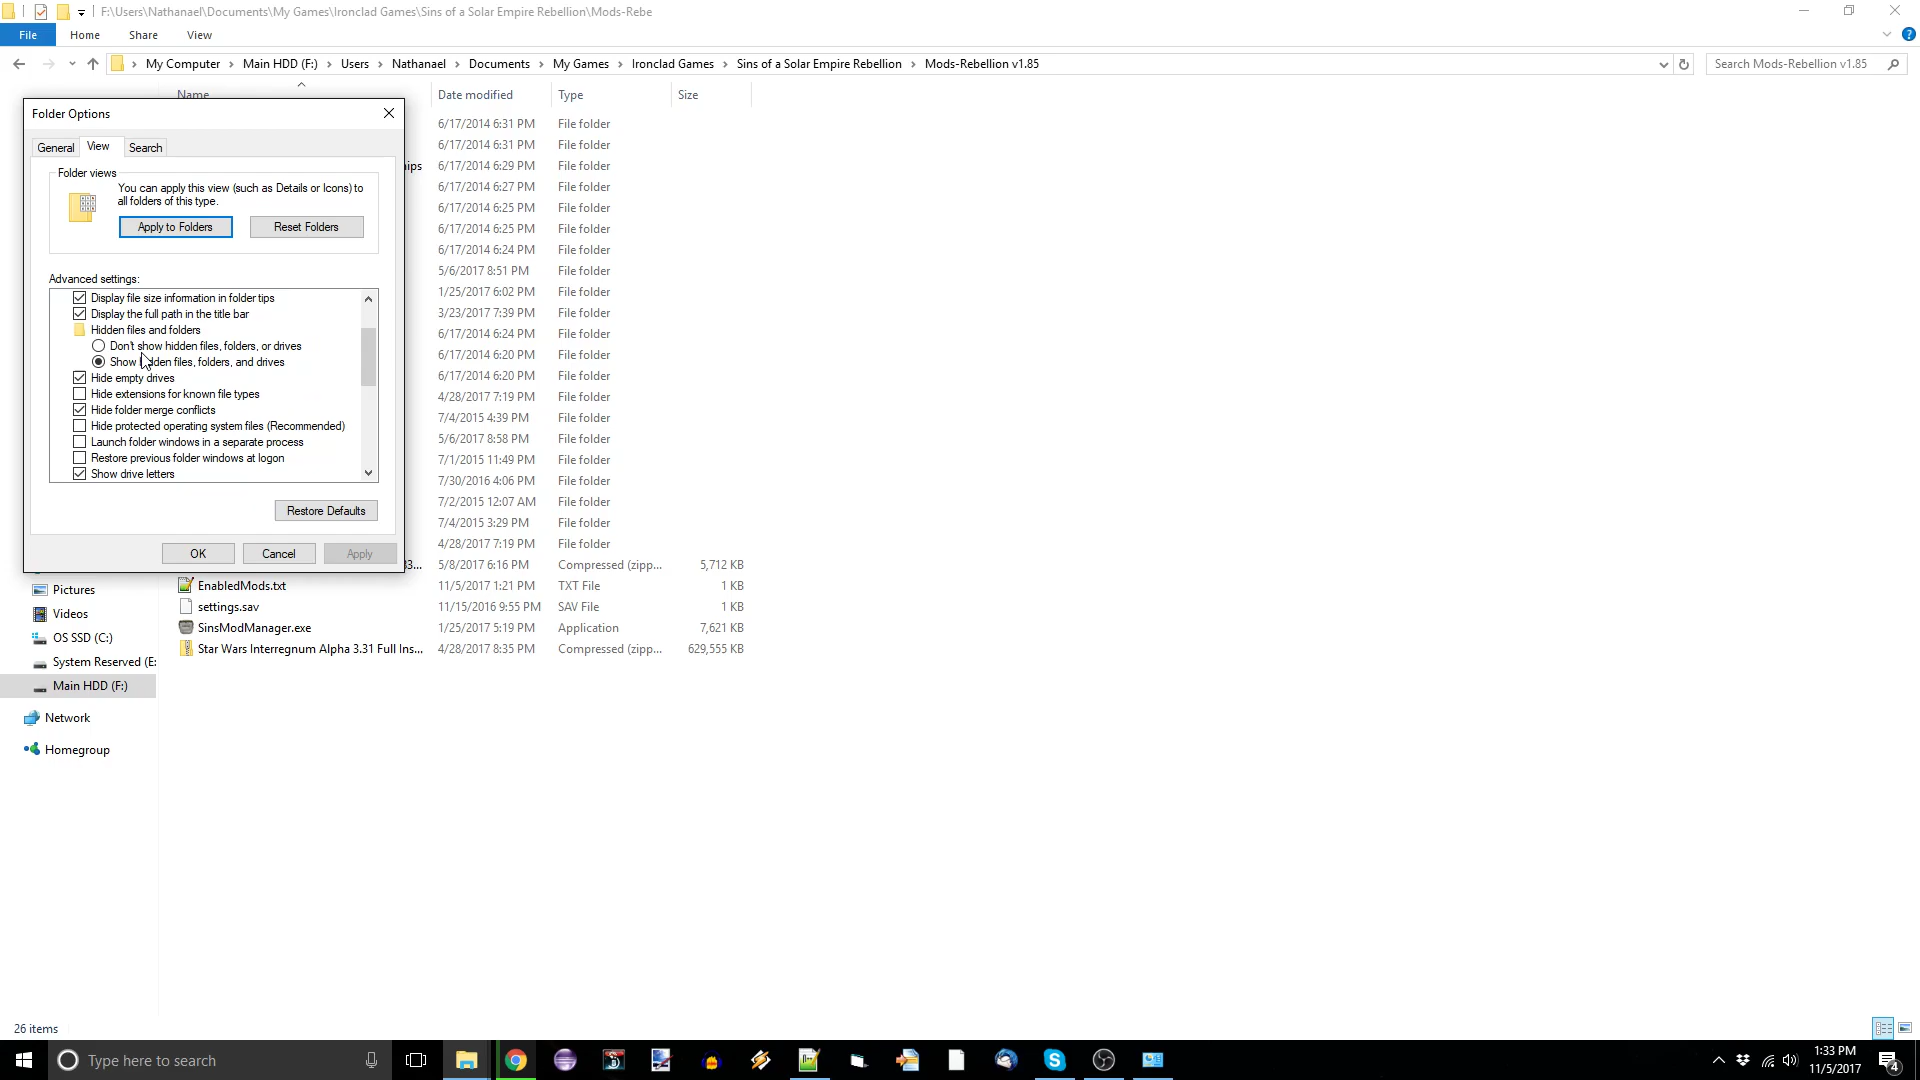 F:\Users\Nathanael\Documents\My Games\Ironclad Games\Sins of a Solar Empire Rebellion\Mods-Rebe
File Home Share View
My Computer Main HDD (F:) Users Nathanael Documents My Games Ironclad Games Sins of a Solar Empire Rebellion Mods-Rebellion v1.85 Search Mods-Rebellion v1.85
Name Date modified Type Size
Folder Options
General View Search
Folder views
You can apply this view (such as Details or Icons) to
all folders of this type.
Apply to Folders Reset Folders
Advanced settings:
Display file size information in folder tips
Display the full path in the title bar
Hidden files and folders
Don't show hidden files, folders, or drives
Show hidden files, folders, and drives
Hide empty drives
Hide extensions for known file types
Hide folder merge conflicts
Hide protected operating system files (Recommended)
Launch folder windows in a separate process
Restore previous folder windows at logon
Show drive letters
Restore Defaults
OK Cancel Apply
6/17/2014 6:31 PM File folder
6/17/2014 6:31 PM File folder
ips 6/17/2014 6:29 PM File folder
6/17/2014 6:27 PM File folder
6/17/2014 6:25 PM File folder
6/17/2014 6:25 PM File folder
6/17/2014 6:24 PM File folder
5/6/2017 8:51 PM File folder
1/25/2017 6:02 PM File folder
3/23/2017 7:39 PM File folder
6/17/2014 6:24 PM File folder
6/17/2014 6:20 PM File folder
6/17/2014 6:20 PM File folder
4/28/2017 7:19 PM File folder
7/4/2015 4:39 PM File folder
5/6/2017 8:58 PM File folder
7/1/2015 11:49 PM File folder
7/30/2016 4:06 PM File folder
7/2/2015 12:07 AM File folder
7/4/2015 3:29 PM File folder
4/28/2017 7:19 PM File folder
33... 5/8/2017 6:16 PM Compressed (zipp... 5,712 KB
EnabledMods.txt 11/5/2017 1:21 PM TXT File 1 KB
settings.sav 11/15/2016 9:55 PM SAV File 1 KB
SinsModManager.exe 1/25/2017 5:19 PM Application 7,621 KB
Star Wars Interregnum Alpha 3.31 Full Ins... 4/28/2017 8:35 PM Compressed (zipp... 629,555 KB
Pictures
Videos
OS SSD (C:)
System Reserved (E:
Main HDD (F:)
Network
Homegroup
26 items
Type here to search
1:33 PM
11/5/2017
4